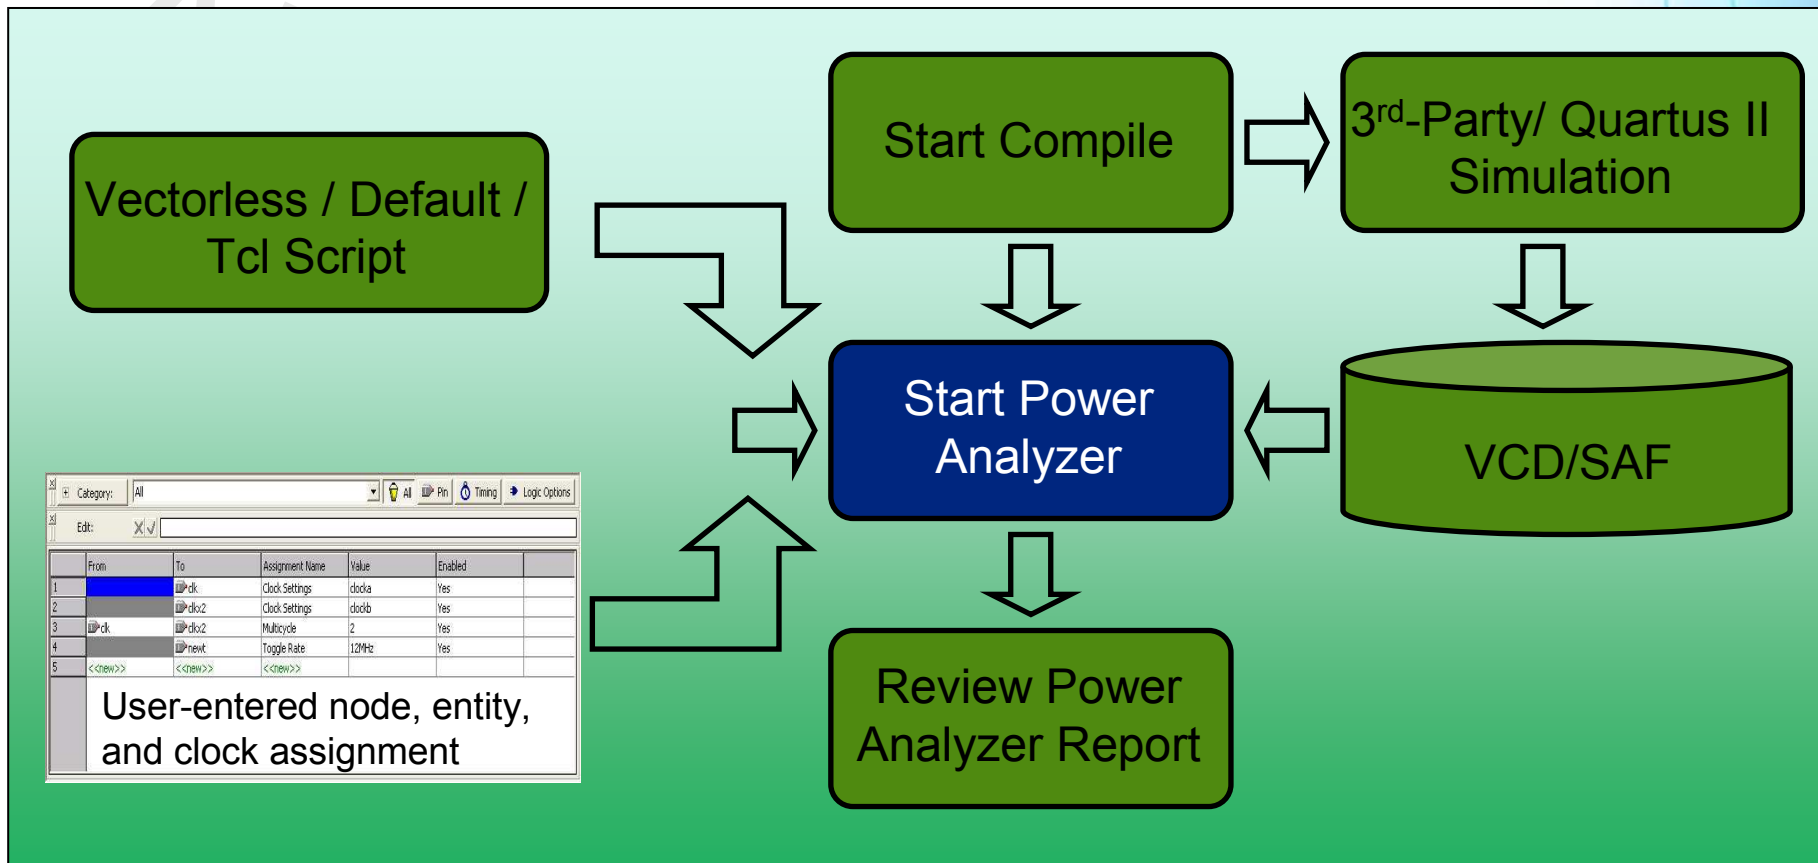 Start Compile
3rd-Party/ Quartus II
Simulation
Vectorless / Default /
Tcl Script
Start Power
Analyzer
VCD/SAF
Category: All All Pin Timing Logic Options
Edit:
From To Assignment Name Value Enabled
1 clk Clock Settings clocka Yes
2 clkx2 Clock Settings clockb Yes
3 clk clkx2 Multicycle 2 Yes
4 newt Toggle Rate 12MHz Yes
5 <<new>> <<new>> <<new>>
User-entered node, entity,
and clock assignment
Review Power
Analyzer Report